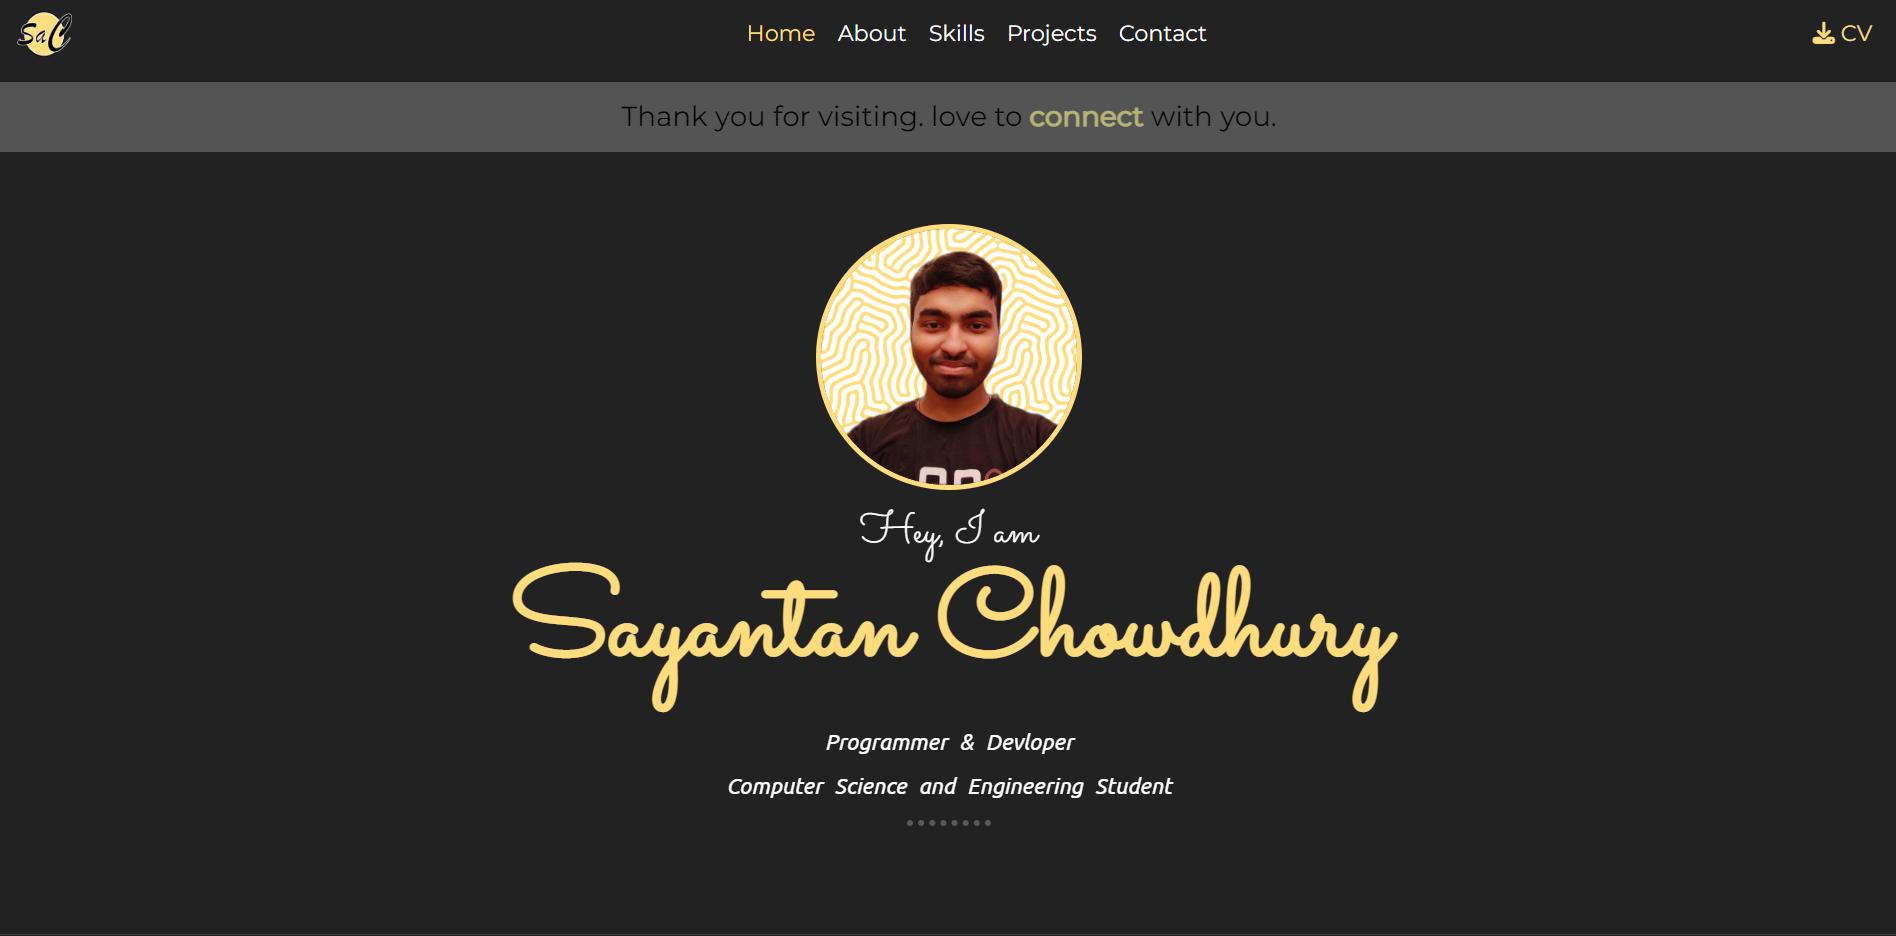 SaC
Home About Skills Projects Contact
CV
Thank you for visiting. love to connect with you.
Hey, I am
Sayantan Chowdhury
Programmer & Devloper
Computer Science and Engineering Student